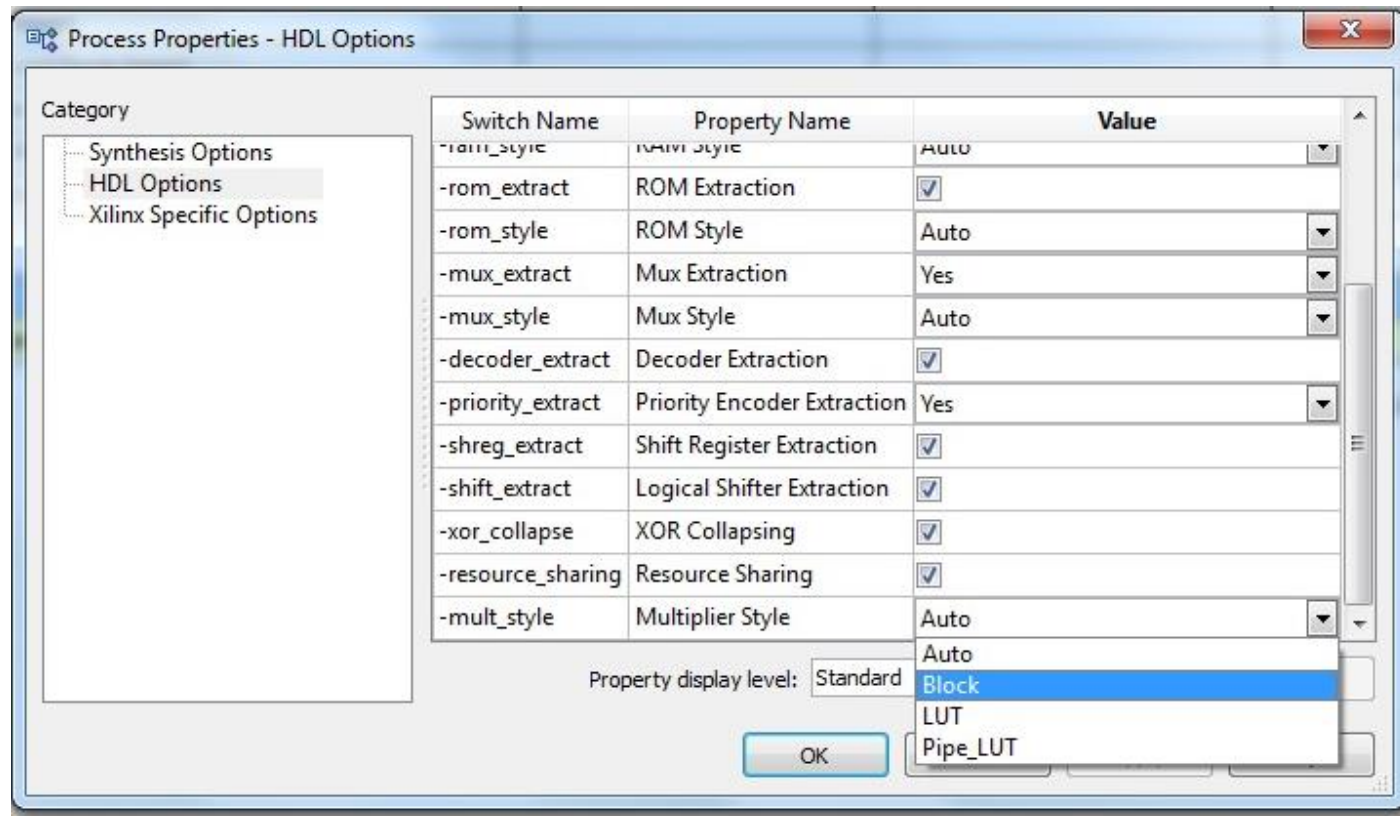 Process Properties - HDL Options
Category
Synthesis Options
HDL Options
Xilinx Specific Options
Switch Name Property Name Value
-ram_style RAM Style Auto
-rom_extract ROM Extraction
-rom_style ROM Style Auto
-mux_extract Mux Extraction Yes
-mux_style Mux Style Auto
-decoder_extract Decoder Extraction
-priority_extract Priority Encoder Extraction Yes
-shreg_extract Shift Register Extraction
-shift_extract Logical Shifter Extraction
-xor_collapse XOR Collapsing
-resource_sharing Resource Sharing
-mult_style Multiplier Style Auto
Auto
Property display level: Standard Block
LUT
OK Pipe_LUT